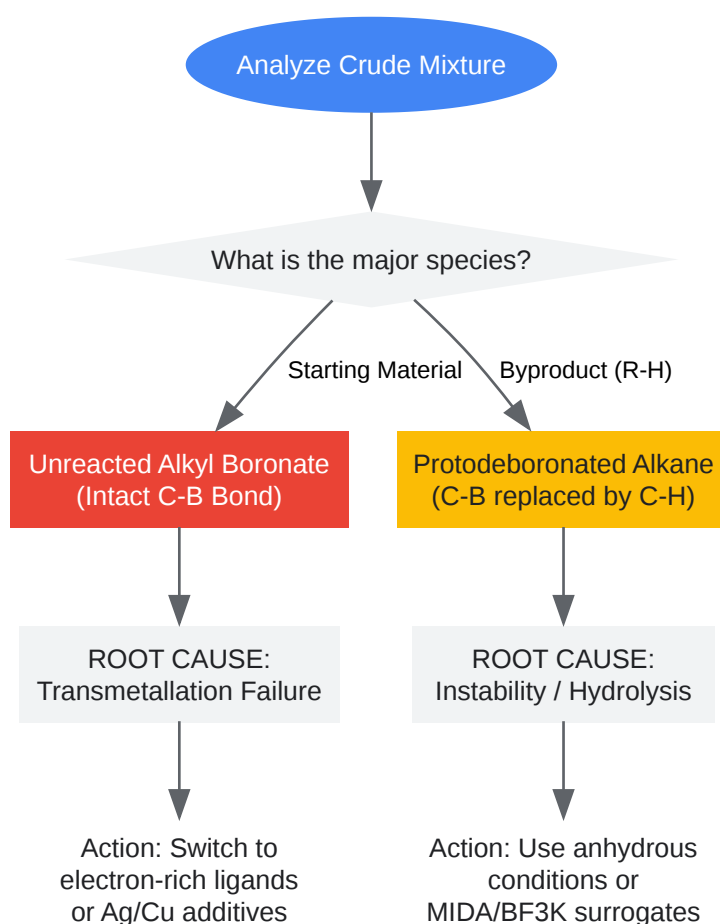 Analyze Crude Mixture
What is the major species?
Starting Material
Byproduct (R-H)
Unreacted Alkyl Boronate
(Intact C-B Bond)
Protodeboronated Alkane
(C-B replaced by C-H)
ROOT CAUSE:
Transmetallation Failure
ROOT CAUSE:
Instability / Hydrolysis
Action: Switch to
electron-rich ligands
or Ag/Cu additives
Action: Use anhydrous
conditions or
MIDA/BF3K surrogates